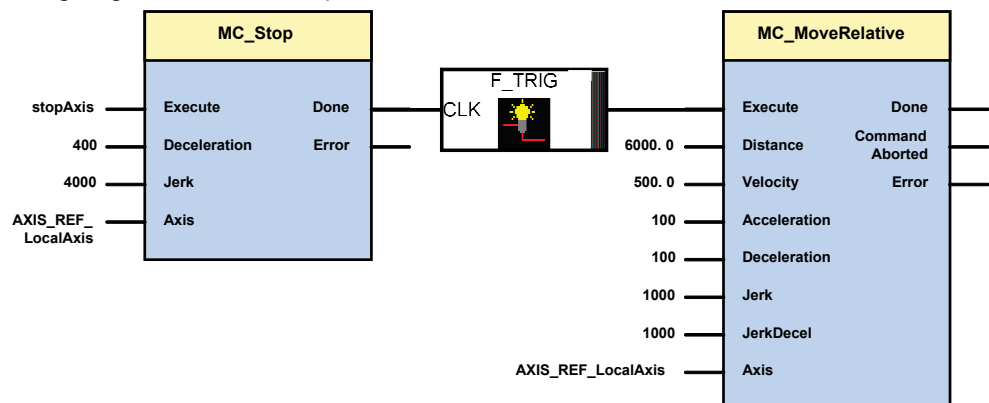 MC_Stop
stopAxis
Execute
Done
400
Deceleration
Error
4000
Jerk
AXIS_REF_
LocalAxis
Axis
F_TRIG
CLK
MC_MoveRelative
Execute
Done
6000. 0
Distance
Command
Aborted
500. 0
Velocity
Error
100
Acceleration
100
Deceleration
1000
Jerk
1000
JerkDecel
AXIS_REF_LocalAxis
Axis